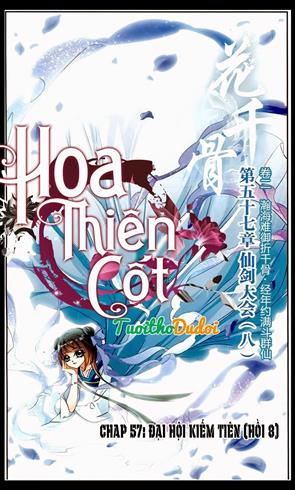 花千骨
卷二 瀚海难御折千骨·经年约满斗群仙
第五十七章 仙剑大会（八）
Hoa
Thiên
Cốt
TuoithoDudoi
CHAP 57: ĐẠI HỘI KIẾM TIÊN (HỒI 8)